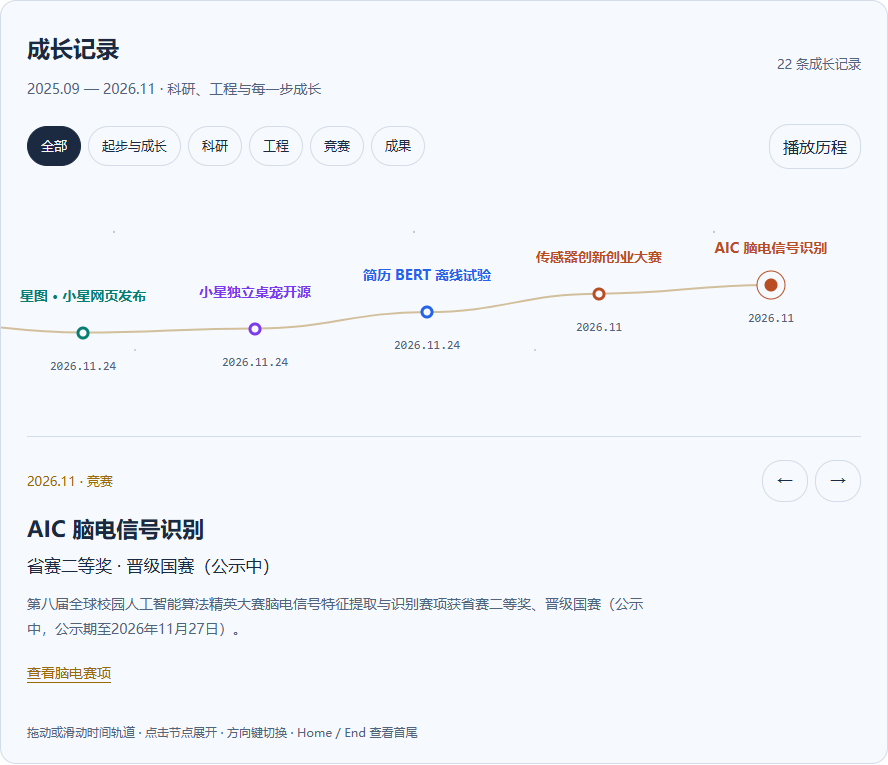 成长记录
22 条成长记录
2025.09 — 2026.11 · 科研、工程与每一步成长
全部
起步与成长
科研
工程
竞赛
成果
播放历程
星图 • 小星网页发布
小星独立桌宠开源
简历 BERT 离线试验
传感器创新创业大赛
AIC 脑电信号识别
2026.11.24
2026.11.24
2026.11.24
2026.11
2026.11
2026.11 · 竞赛
← →
AIC 脑电信号识别
省赛二等奖 · 晋级国赛（公示中）
第八届全球校园人工智能算法精英大赛脑电信号特征提取与识别赛项获省赛二等奖、晋级国赛（公示
中，公示期至2026年11月27日）。
查看脑电赛项
拖动或滑动时间轨道 · 点击节点展开 · 方向键切换 · Home / End 查看首尾